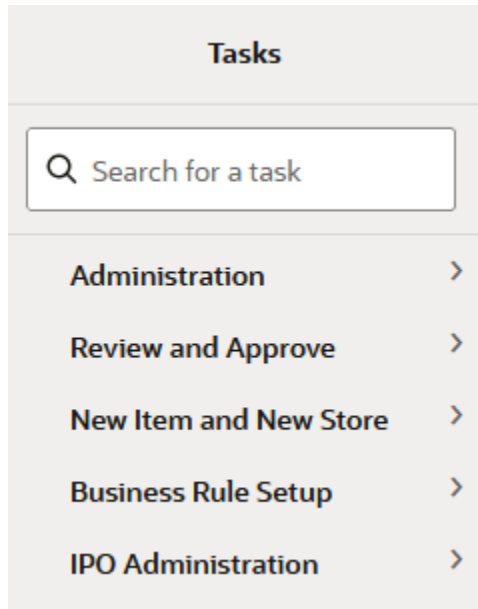 Tasks
Search for a task
Administration
Review and Approve
New Item and New Store
Business Rule Setup
IPO Administration